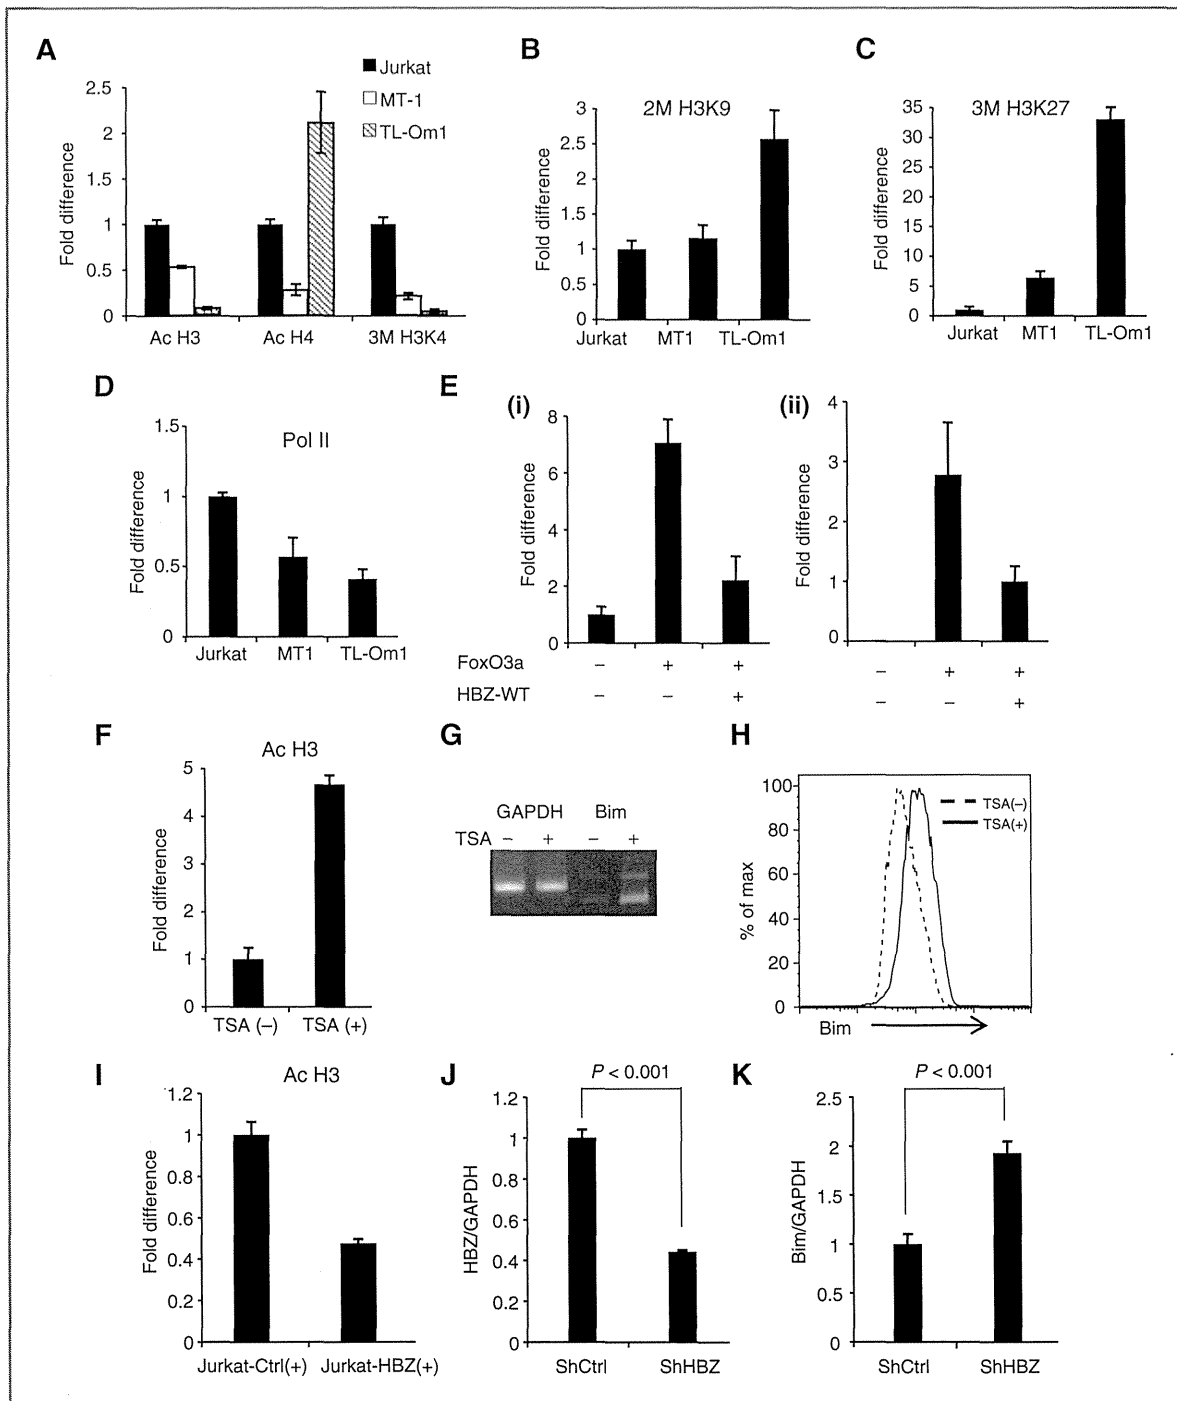 A
Jurkat
MT-1
TL-Om1
Fold difference
2.5
2
1.5
1
0.5
0
Ac H3 Ac H4 3M H3K4
B
2M H3K9
Fold difference
3
2.5
2
1.5
1
0.5
0
Jurkat MT1 TL-Om1
C
3M H3K27
Fold difference
35
30
25
20
15
10
5
0
Jurkat MT1 TL-Om1
D
Pol II
Fold difference
1.5
1
0.5
0
Jurkat MT1 TL-Om1
E
(i)
Fold difference
8
6
4
2
0
(ii)
Fold difference
4
3
2
1
0
FoxO3a – + + – + +
HBZ-WT – – + – – +
F
Ac H3
Fold difference
5
4
3
2
1
0
TSA (–) TSA (+)
G
GAPDH Bim
TSA – + – +
H
% of max
100
80
60
40
20
0
TSA(–)
TSA(+)
Bim
I
Ac H3
Fold difference
1.2
1
0.8
0.6
0.4
0.2
0
Jurkat-Ctrl(+) Jurkat-HBZ(+)
J
P < 0.001
HBZ/GAPDH
1.2
1
0.8
0.6
0.4
0.2
0
ShCtrl ShHBZ
K
P < 0.001
Bim/GAPDH
2.5
2
1.5
1
0.5
0
ShCtrl ShHBZ